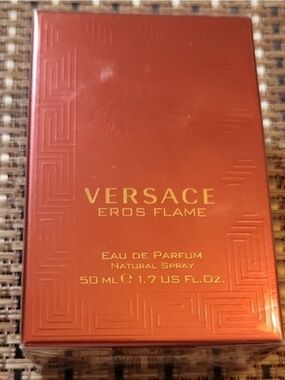 VERSACE
EROS FLAME
EAU DE PARFUM
NATURAL SPRAY
50 ML ℮ 1.7 US FL.OZ.